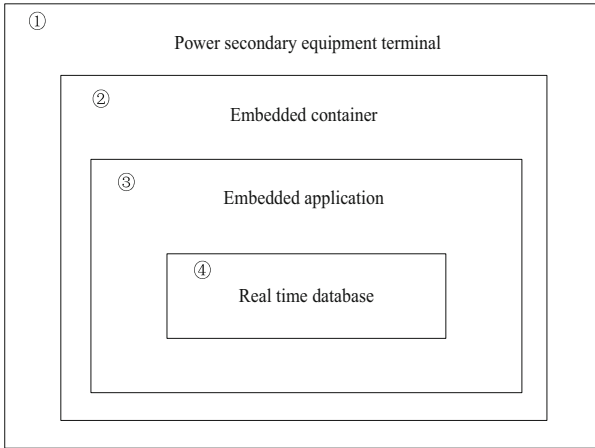 ①
Power secondary equipment terminal
②
Embedded container
③
Embedded application
④
Real time database